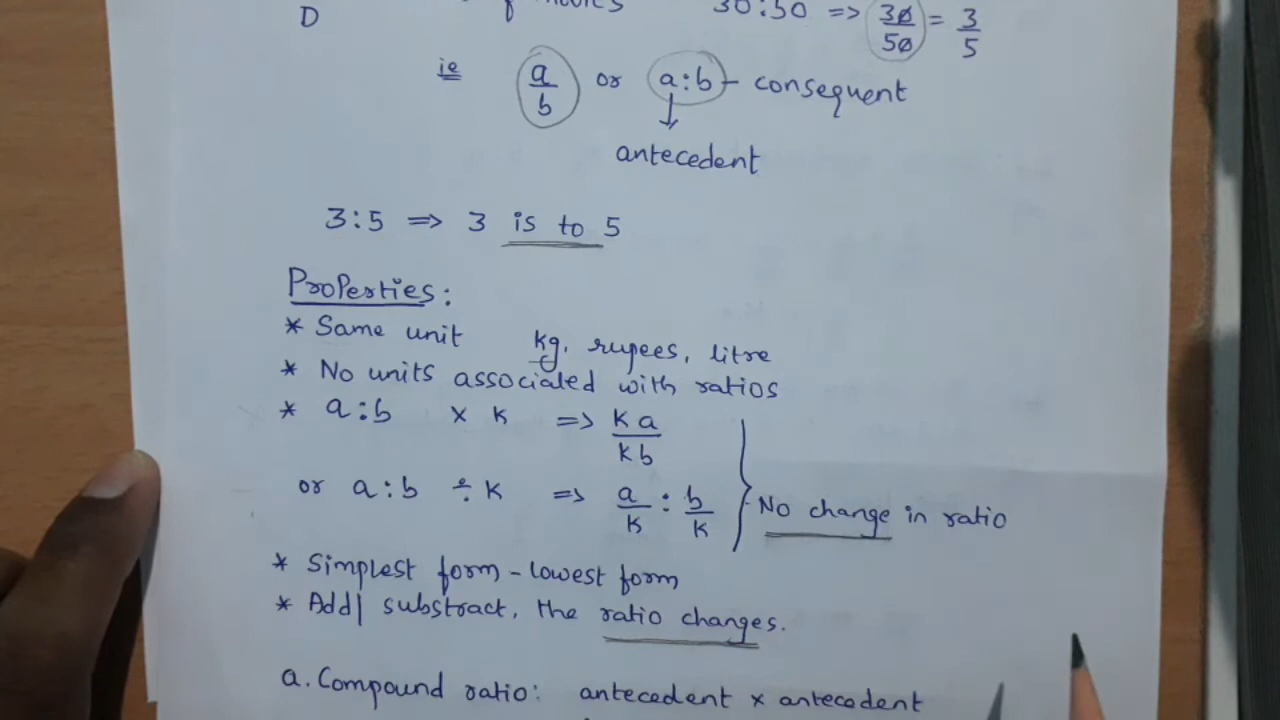 D 30:50 => 30/50 = 3/5
ie a/b or a:b - consequent
antecedent
3:5 => 3 is to 5
Properties:
* Same unit kg, rupees, litre
* No units associated with ratios
* a:b x k => ka/kb
or a:b ÷ k => a/k : b/k } No change in ratio
* Simplest form - lowest form
* Add| substract, the ratio changes.
a. Compound ratio: antecedent x antecedent